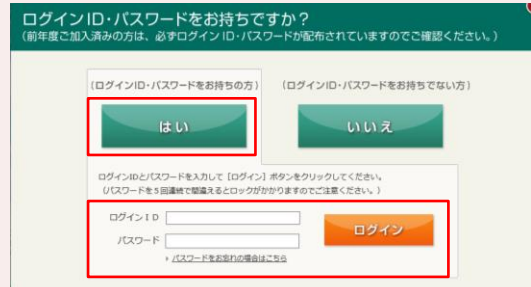 ログインID・パスワードをお持ちですか？
(前年度ご加入済みの方は、必ずログインID・パスワードが配布されていますのでご確認ください。)
(ログインID・パスワードをお持ちの方)
(ログインID・パスワードをお持ちでない方)
はい
いいえ
ログインIDとパスワードを入力して［ログイン］ボタンをクリックしてください。
(パスワードを5回連続で間違えるとロックがかかりますのでご注意ください。)
ログインＩＤ
パスワード
ログイン
パスワードをお忘れの場合はこちら